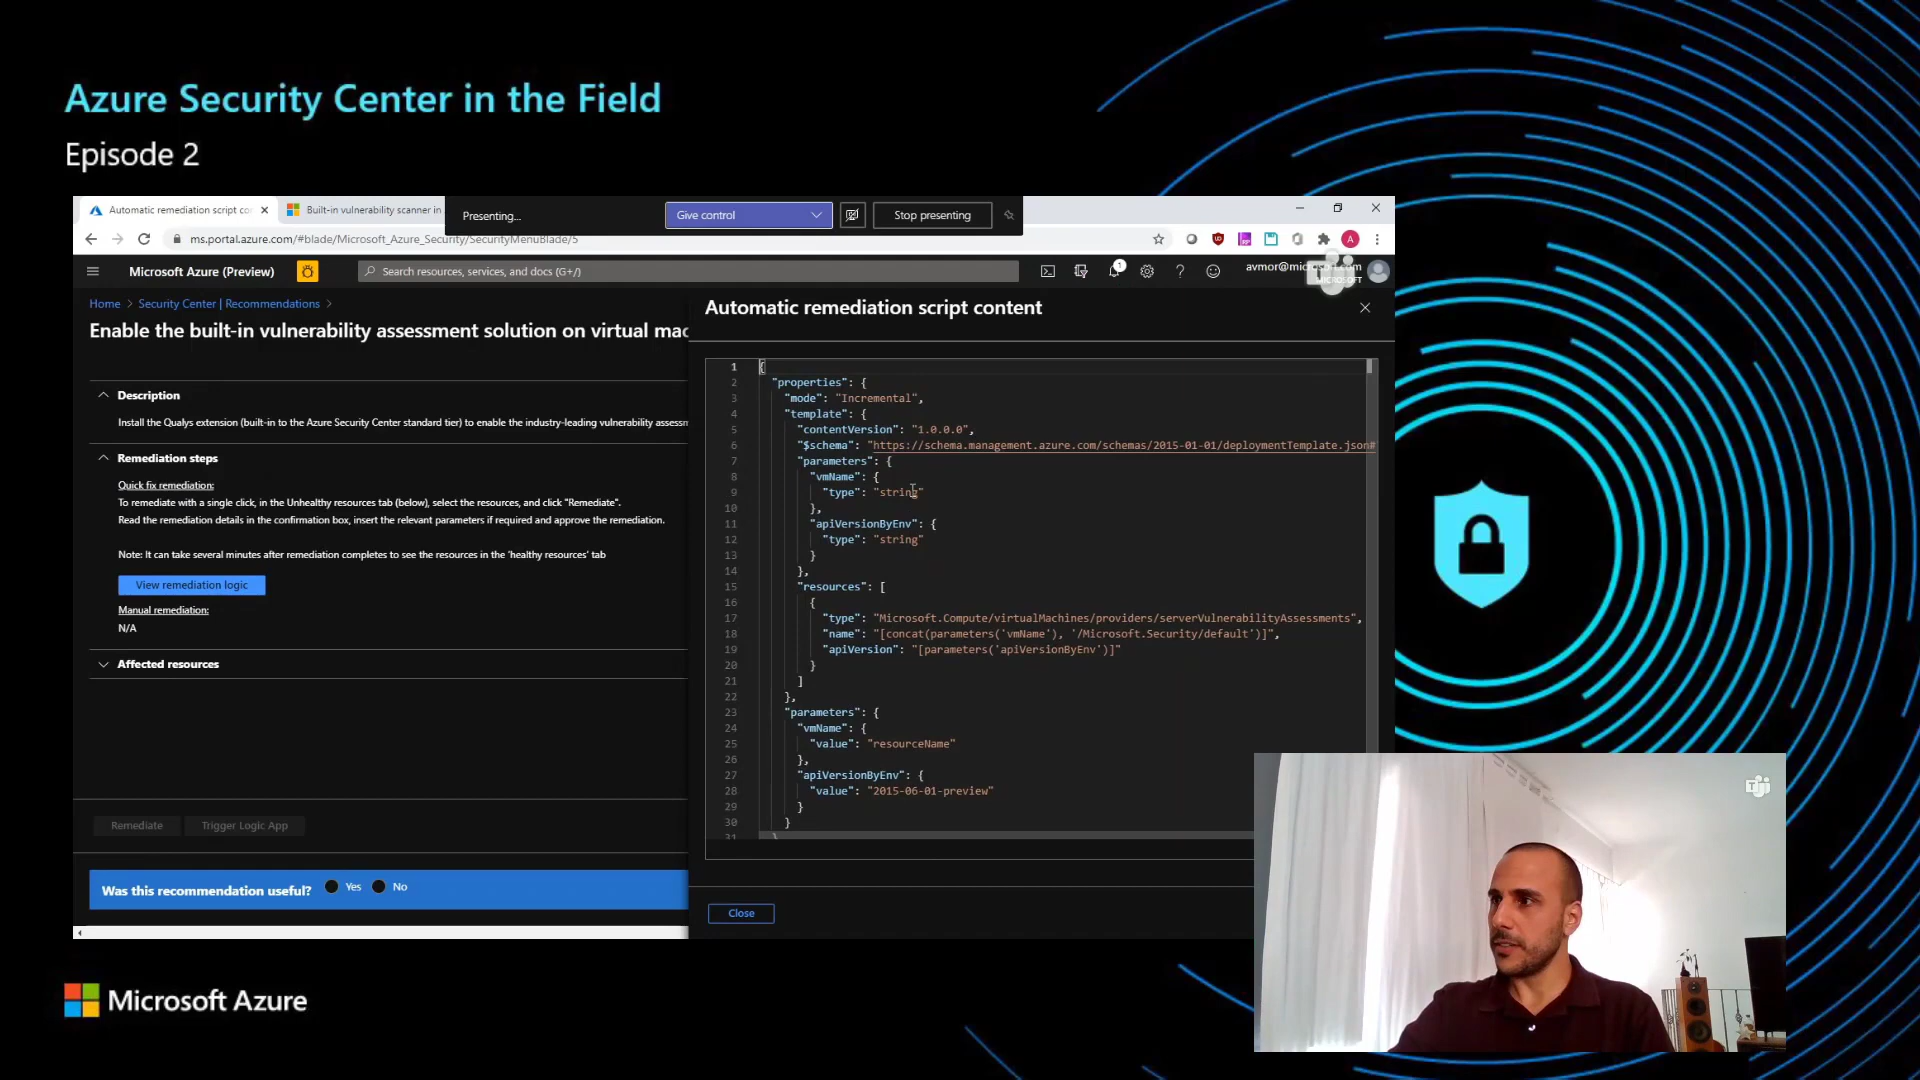 Azure Security Center in the Field
Episode 2
Automatic remediation script co
Built-in vulnerability scanner in
Presenting...
Give control
Stop presenting
ms.portal.azure.com/#blade/Microsoft_Azure_Security/SecurityMenuBlade/5
A
Microsoft Azure (Preview)
Search resources, services, and docs (G+/)
1
MICROSOFT
Home > Security Center | Recommendations >
Enable the built-in vulnerability assessment solution on virtual mac
Description
Install the Qualys extension (built-in to the Azure Security Center standard tier) to enable the industry-leading vulnerability assessm
Remediation steps
Quick fix remediation:
To remediate with a single click, in the Unhealthy resources tab (below), select the resources, and click "Remediate".
Read the remediation details in the confirmation box, insert the relevant parameters if required and approve the remediation.
Note: It can take several minutes after remediation completes to see the resources in the 'healthy resources' tab
View remediation logic
Manual remediation:
N/A
Affected resources
Remediate
Trigger Logic App
Was this recommendation useful? Yes No
Automatic remediation script content
1 {
2 "properties": {
3 "mode": "Incremental",
4 "template": {
5 "contentVersion": "1.0.0.0",
6 "$schema": "https://schema.management.azure.com/schemas/2015-01-01/deploymentTemplate.json#
7 "parameters": {
8 "vmName": {
9 "type": "string"
10 },
11 "apiVersionByEnv": {
12 "type": "string"
13 }
14 },
15 "resources": [
16 {
17 "type": "Microsoft.Compute/virtualMachines/providers/serverVulnerabilityAssessments",
18 "name": "[concat(parameters('vmName'), '/Microsoft.Security/default')]",
19 "apiVersion": "[parameters('apiVersionByEnv')]"
20 }
21 ]
22 },
23 "parameters": {
24 "vmName": {
25 "value": "resourceName"
26 },
27 "apiVersionByEnv": {
28 "value": "2015-06-01-preview"
29 }
30 }
31 }
Close
Microsoft Azure